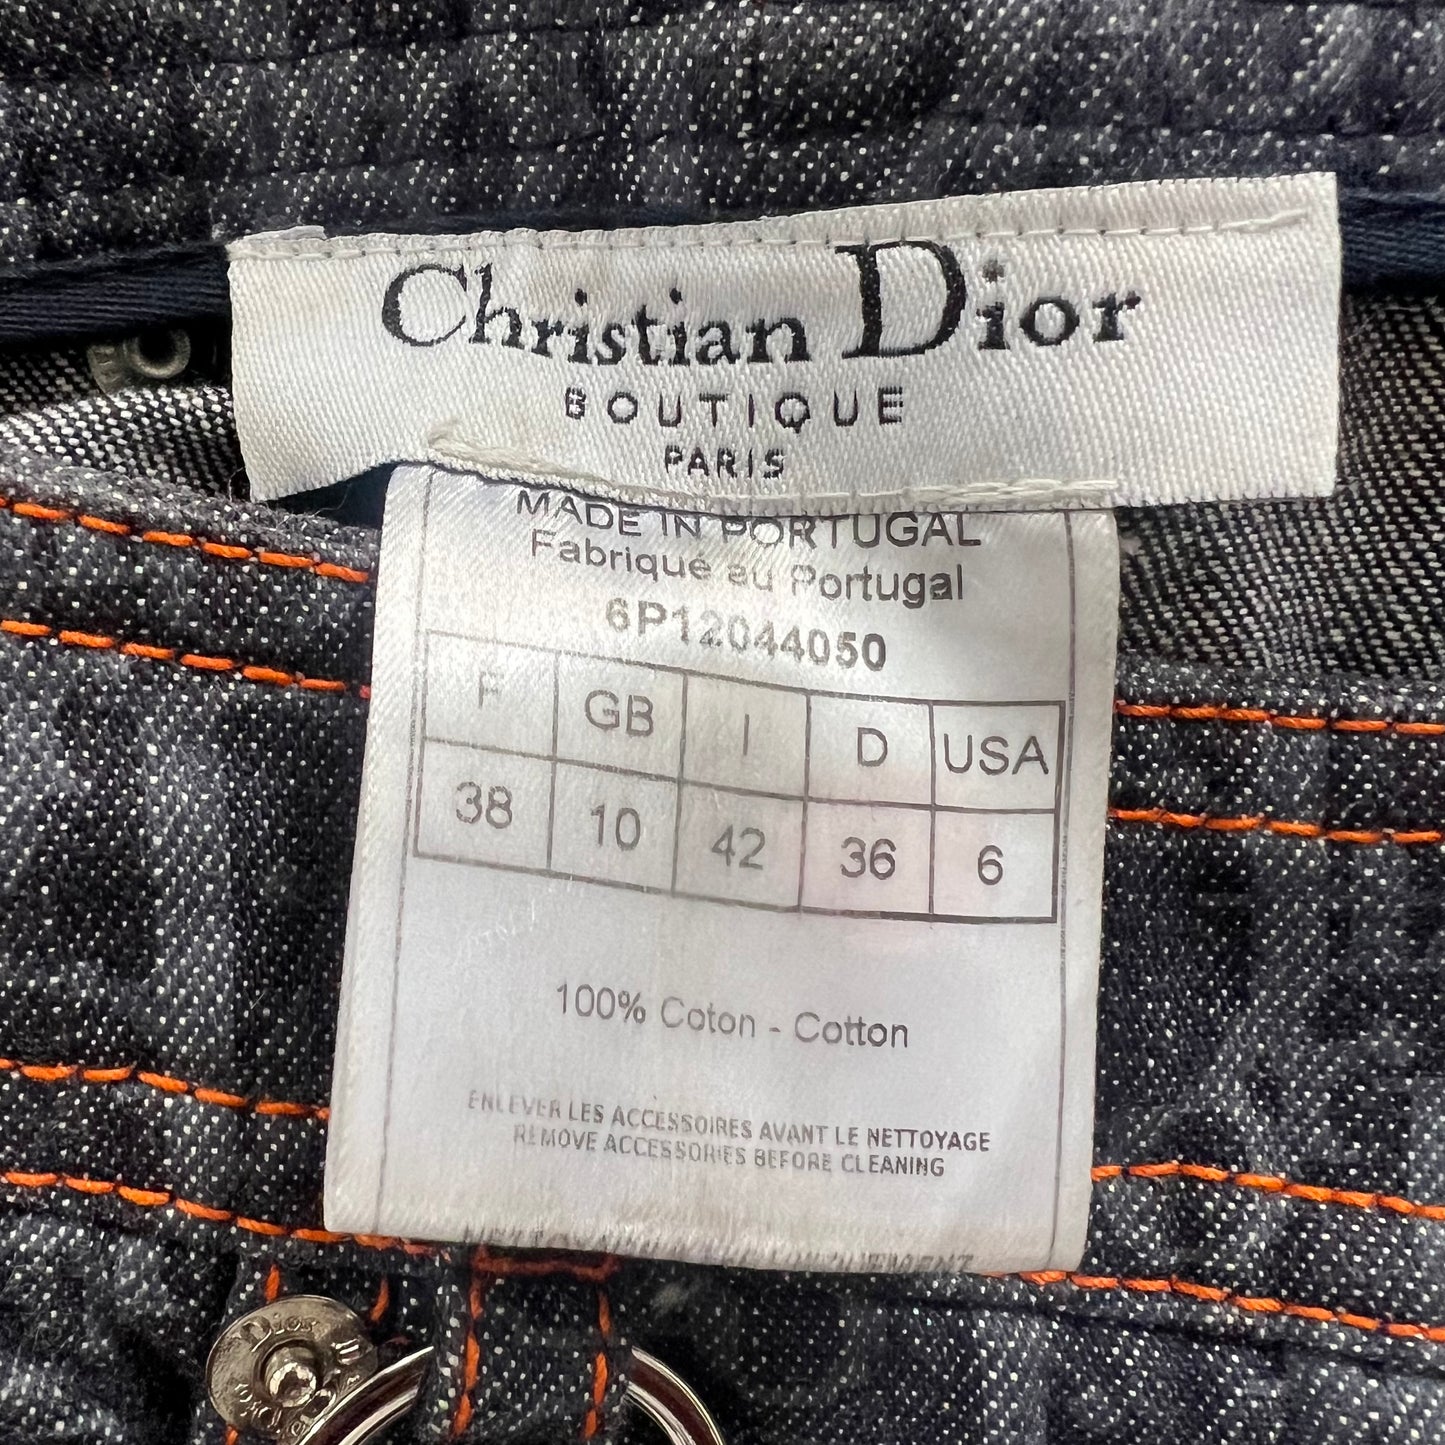 Christian Dior
BOUTIQUE
PARIS
MADE IN PORTUGAL
Fabriqué au Portugal
6P12044050
F GB I D USA
38 10 42 36 6
100% Coton - Cotton
ENLEVER LES ACCESSOIRES AVANT LE NETTOYAGE
REMOVE ACCESSORIES BEFORE CLEANING
Dior